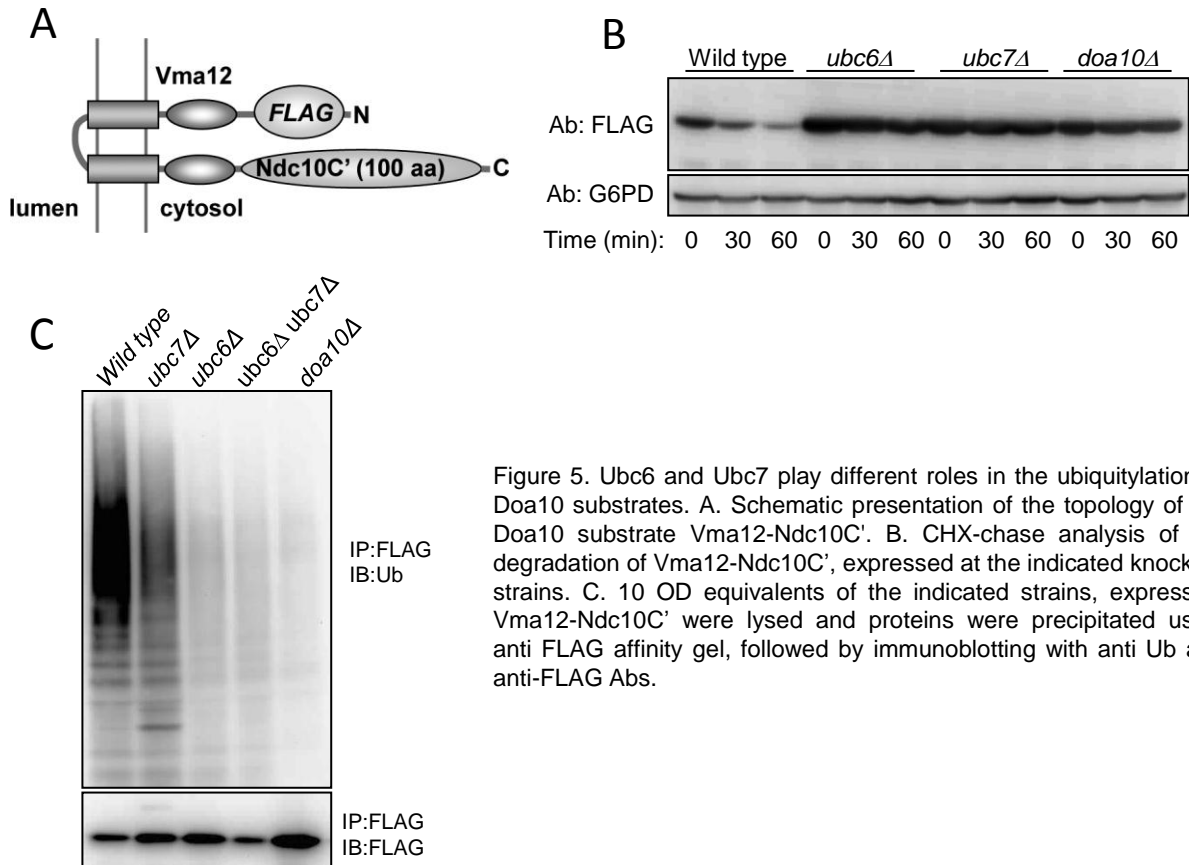 A
Vma12
FLAG
N
Ndc10C' (100 aa)
C
lumen
cytosol
B
Wild type ubc6Δ ubc7Δ doa10Δ
Ab: FLAG
Ab: G6PD
Time (min): 0 30 60 0 30 60 0 30 60 0 30 60
C
Wild type
ubc7Δ
ubc6Δ
ubc6Δ ubc7Δ
doa10Δ
IP:FLAG
IB:Ub
IP:FLAG
IB:FLAG
Figure 5. Ubc6 and Ubc7 play different roles in the ubiquitylation
Doa10 substrates. A. Schematic presentation of the topology of
Doa10 substrate Vma12-Ndc10C'. B. CHX-chase analysis of
degradation of Vma12-Ndc10C', expressed at the indicated knock
strains. C. 10 OD equivalents of the indicated strains, express
Vma12-Ndc10C' were lysed and proteins were precipitated us
anti FLAG affinity gel, followed by immunoblotting with anti Ub a
anti-FLAG Abs.